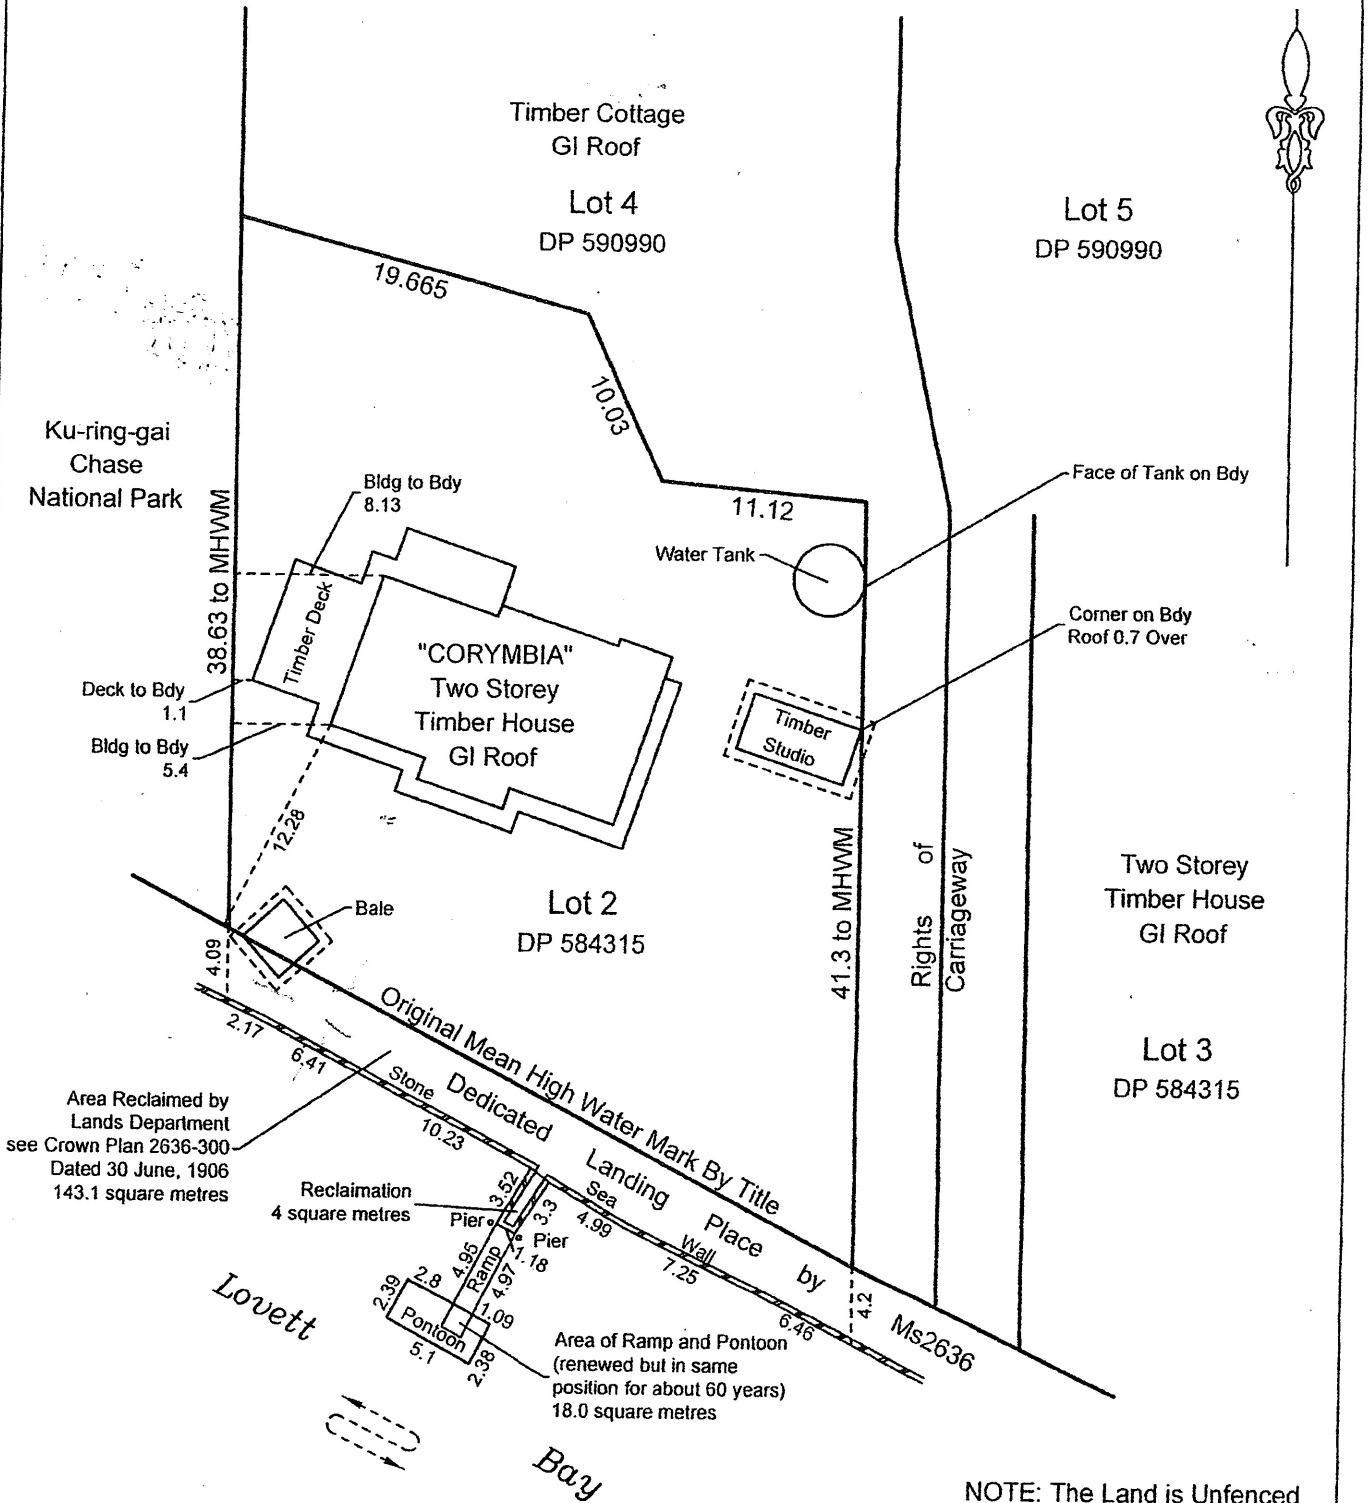 Timber Cottage
GI Roof
Lot 4
DP 590990
Lot 5
DP 590990
19.665
10.03
11.12
Ku-ring-gai
Chase
National Park
38.63 to MHWM
Bldg to Bdy
8.13
Timber Deck
Water Tank
Face of Tank on Bdy
Corner on Bdy
Roof 0.7 Over
"CORYMBIA"
Two Storey
Timber House
GI Roof
Deck to Bdy
1.1
Bldg to Bdy
5.4
Timber
Studio
12.28
Bale
Lot 2
DP 584315
41.3 to MHWM
Rights of
Carriageway
Two Storey
Timber House
GI Roof
Lot 3
DP 584315
4.09
2.17
6.41
10.23
Original Mean High Water Mark By Title
Dedicated Landing Place by Ms2636
Stone Sea Wall
Area Reclaimed by
Lands Department
see Crown Plan 2636-300
Dated 30 June, 1906
143.1 square metres
Reclaimation
4 square metres
3.52
3.3
4.99
7.25
6.46
4.2
Pier
Pier
1.18
4.95
Ramp
4.97
2.8
2.39
1.09
Pontoon
5.1
2.38
Area of Ramp and Pontoon
(renewed but in same
position for about 60 years)
18.0 square metres
Lovett
Bay
NOTE: The Land is Unfenced